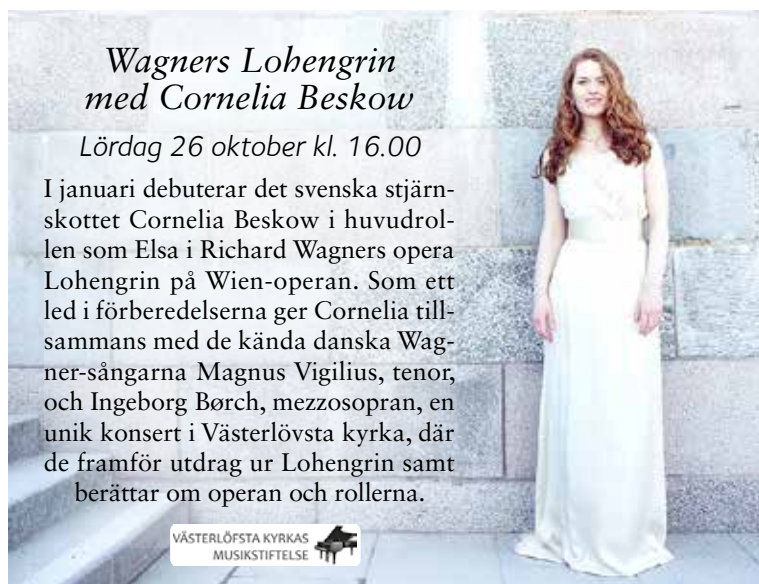 Wagners Lohengrin
med Cornelia Beskow
Lördag 26 oktober kl. 16.00
I januari debuterar det svenska stjärn-
skottet Cornelia Beskow i huvudrol-
len som Elsa i Richard Wagners opera
Lohengrin på Wien-operan. Som ett
led i förberedelserna ger Cornelia till-
sammans med de kända danska Wag-
ner-sångarna Magnus Vigilius, tenor,
och Ingeborg Børch, mezzosopran, en
unik konsert i Västerlövsta kyrka, där
de framför utdrag ur Lohengrin samt
berättar om operan och rollerna.
VÄSTERLÖFSTA KYRKAS
MUSIKSTIFTELSE